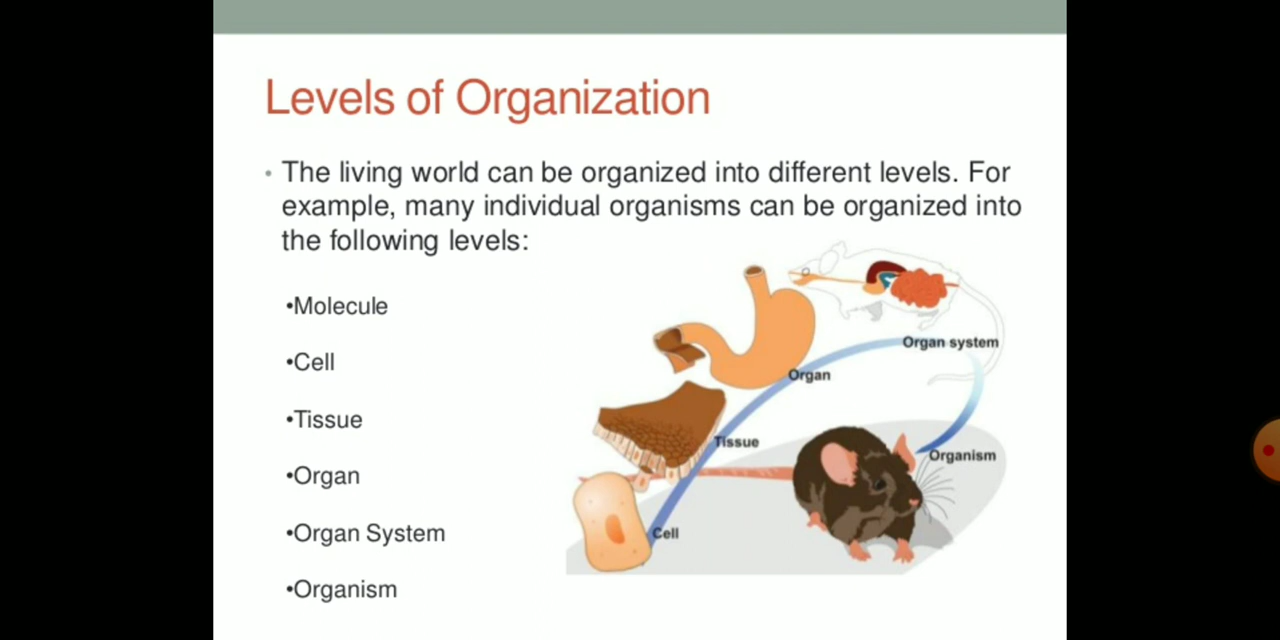 Levels of Organization
• The living world can be organized into different levels. For
example, many individual organisms can be organized into
the following levels:
•Molecule
•Cell
•Tissue
•Organ
•Organ System
•Organism
Organ system
Organ
Tissue
Organism
Cell